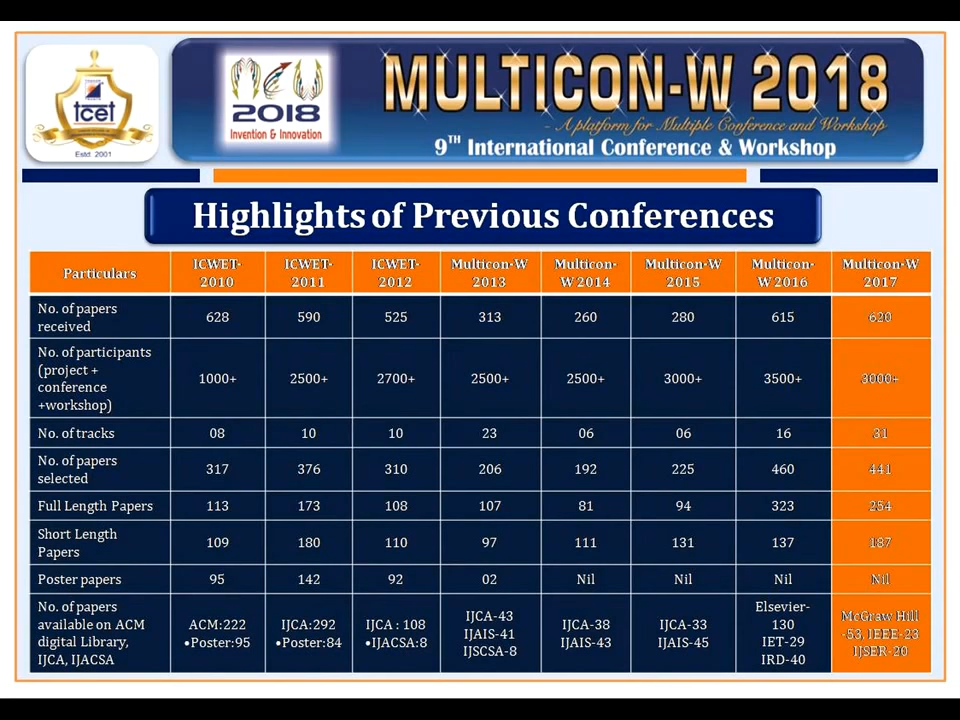 tcet
Estd 2001
2018
Invention & Innovation
MULTICON-W 2018
- A platform for Multiple Conference and Workshop
9TH International Conference & Workshop
Highlights of Previous Conferences
Particulars ICWET-2010 ICWET-2011 ICWET-2012 Multicon-W 2013 Multicon-W 2014 Multicon-W 2015 Multicon-W 2016 Multicon-W 2017
No. of papers received 628 590 525 313 260 280 615 620
No. of participants (project + conference +workshop) 1000+ 2500+ 2700+ 2500+ 2500+ 3000+ 3500+ 3000+
No. of tracks 08 10 10 23 06 06 16 31
No. of papers selected 317 376 310 206 192 225 460 441
Full Length Papers 113 173 108 107 81 94 323 254
Short Length Papers 109 180 110 97 111 131 137 187
Poster papers 95 142 92 02 Nil Nil Nil Nil
No. of papers available on ACM digital Library, IJCA, IJACSA ACM:222 •Poster:95 IJCA:292 •Poster:84 IJCA : 108 •IJACSA:8 IJCA-43 IJAIS-41 IJSCSA-8 IJCA-38 IJAIS-43 IJCA-33 IJAIS-45 Elsevier-130 IET-29 IRD-40 McGraw Hill -53, IEEE-23 IJSER-20